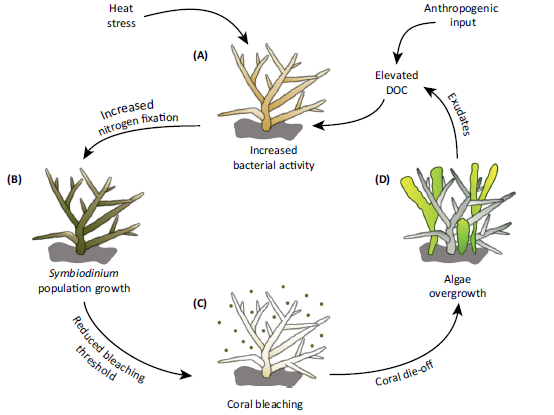 Heat
stress
Anthropogenic
input
(A)
Elevated
DOC
Increased
nitrogen fixation
Increased
bacterial activity
Exudates
(B)
(D)
Symbiodinium
population growth
Algae
overgrowth
(C)
Reduced bleaching
threshold
Coral die-off
Coral bleaching